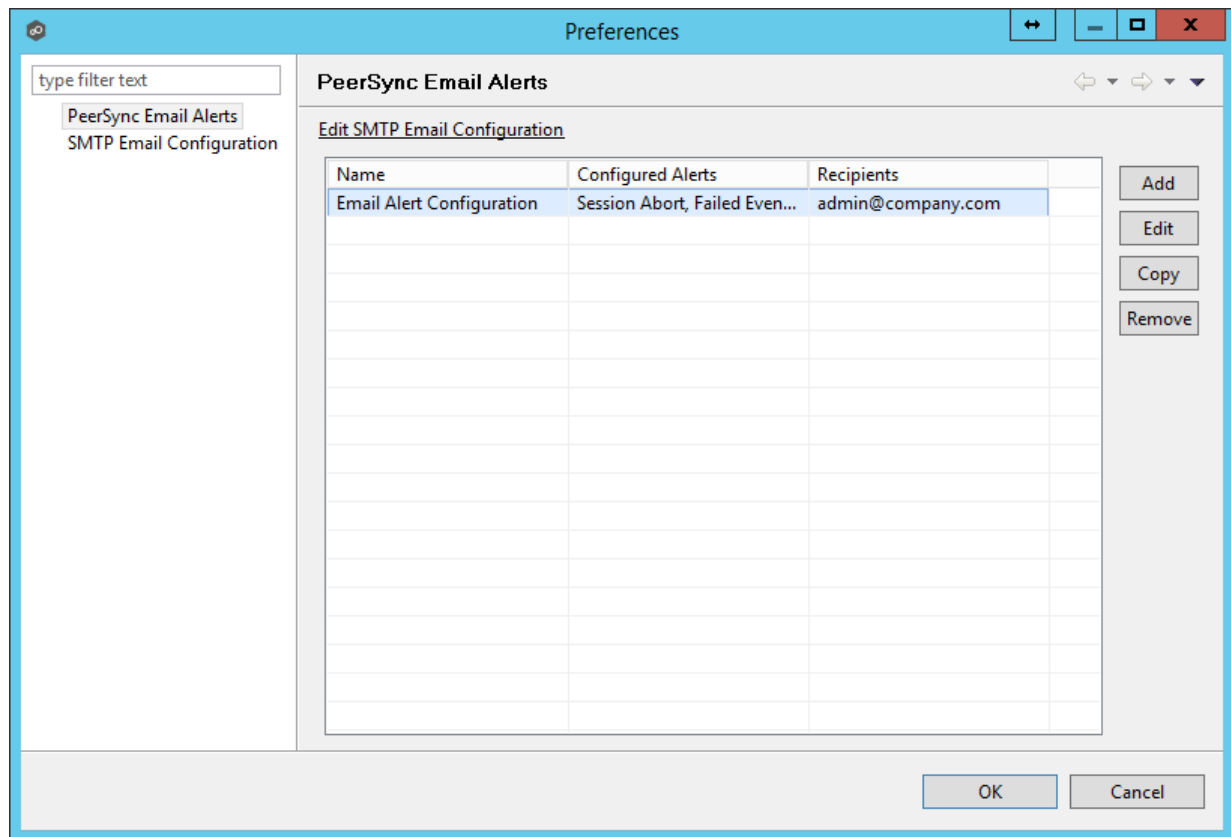 Preferences
type filter text
PeerSync Email Alerts
SMTP Email Configuration
PeerSync Email Alerts
Edit SMTP Email Configuration
Name Configured Alerts Recipients
Email Alert Configuration Session Abort, Failed Even... admin@company.com
Add
Edit
Copy
Remove
OK Cancel